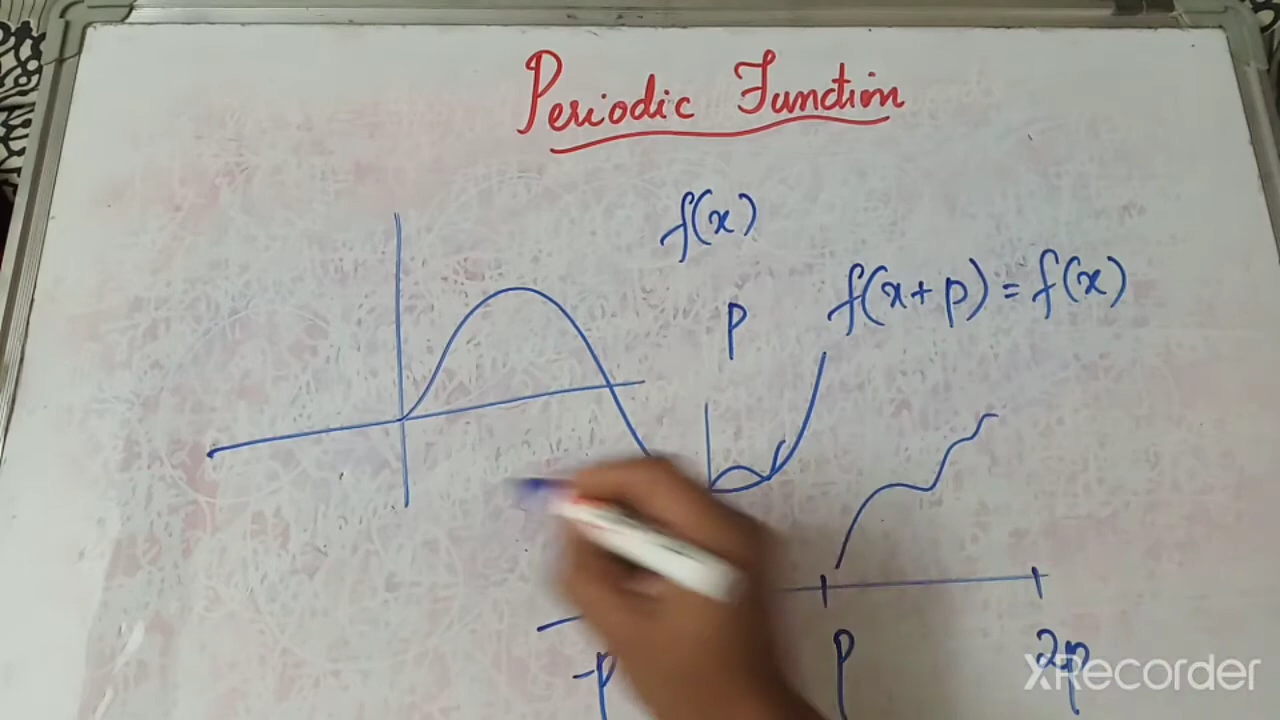 Periodic Function
f(x)
f(x+p) = f(x)
p
-p p 2p
XRecorder